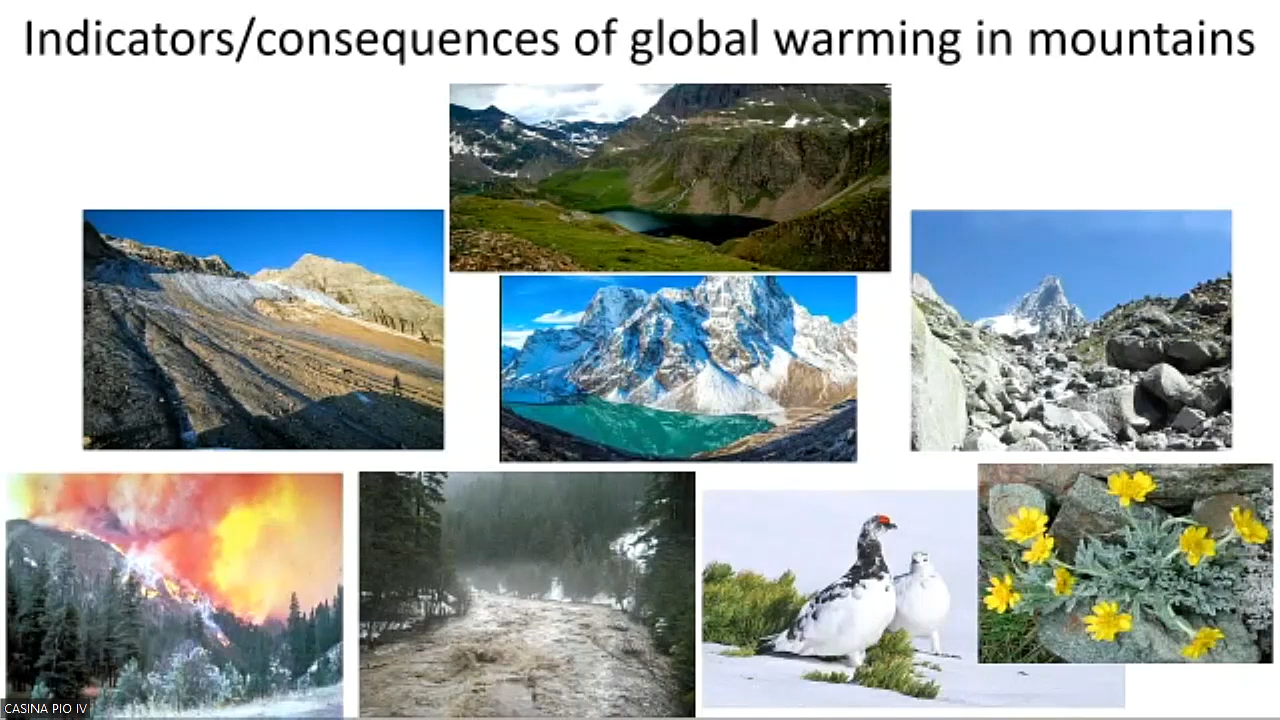 Indicators/consequences of global warming in mountains
CASINA PIO IV